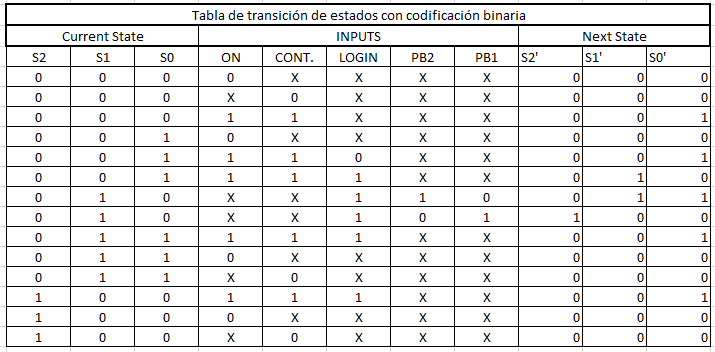 Tabla de transición de estados con codificación binaria
Current State INPUTS Next State
S2 S1 S0 ON CONT. LOGIN PB2 PB1 S2' S1' S0'
0 0 0 0 X X X X 0 0 0
0 0 0 X 0 X X X 0 0 0
0 0 0 1 1 X X X 0 0 1
0 0 1 0 X X X X 0 0 0
0 0 1 1 1 0 X X 0 0 1
0 0 1 1 1 1 X X 0 1 0
0 1 0 X X 1 1 0 0 1 1
0 1 0 X X 1 0 1 1 0 0
0 1 1 1 1 1 X X 0 0 1
0 1 1 0 X X X X 0 0 0
0 1 1 X 0 X X X 0 0 0
1 0 0 1 1 1 X X 0 0 1
1 0 0 0 X X X X 0 0 0
1 0 0 X 0 X X X 0 0 0